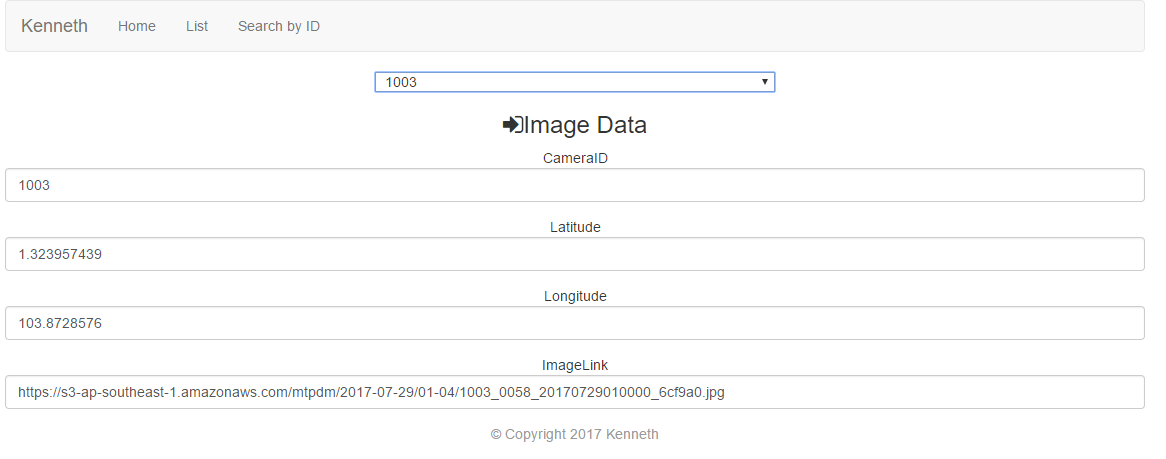 Kenneth Home List Search by ID
1003
Image Data
CameraID
1003
Latitude
1.323957439
Longitude
103.8728576
ImageLink
https://s3-ap-southeast-1.amazonaws.com/mtpdm/2017-07-29/01-04/1003_0058_20170729010000_6cf9a0.jpg
© Copyright 2017 Kenneth